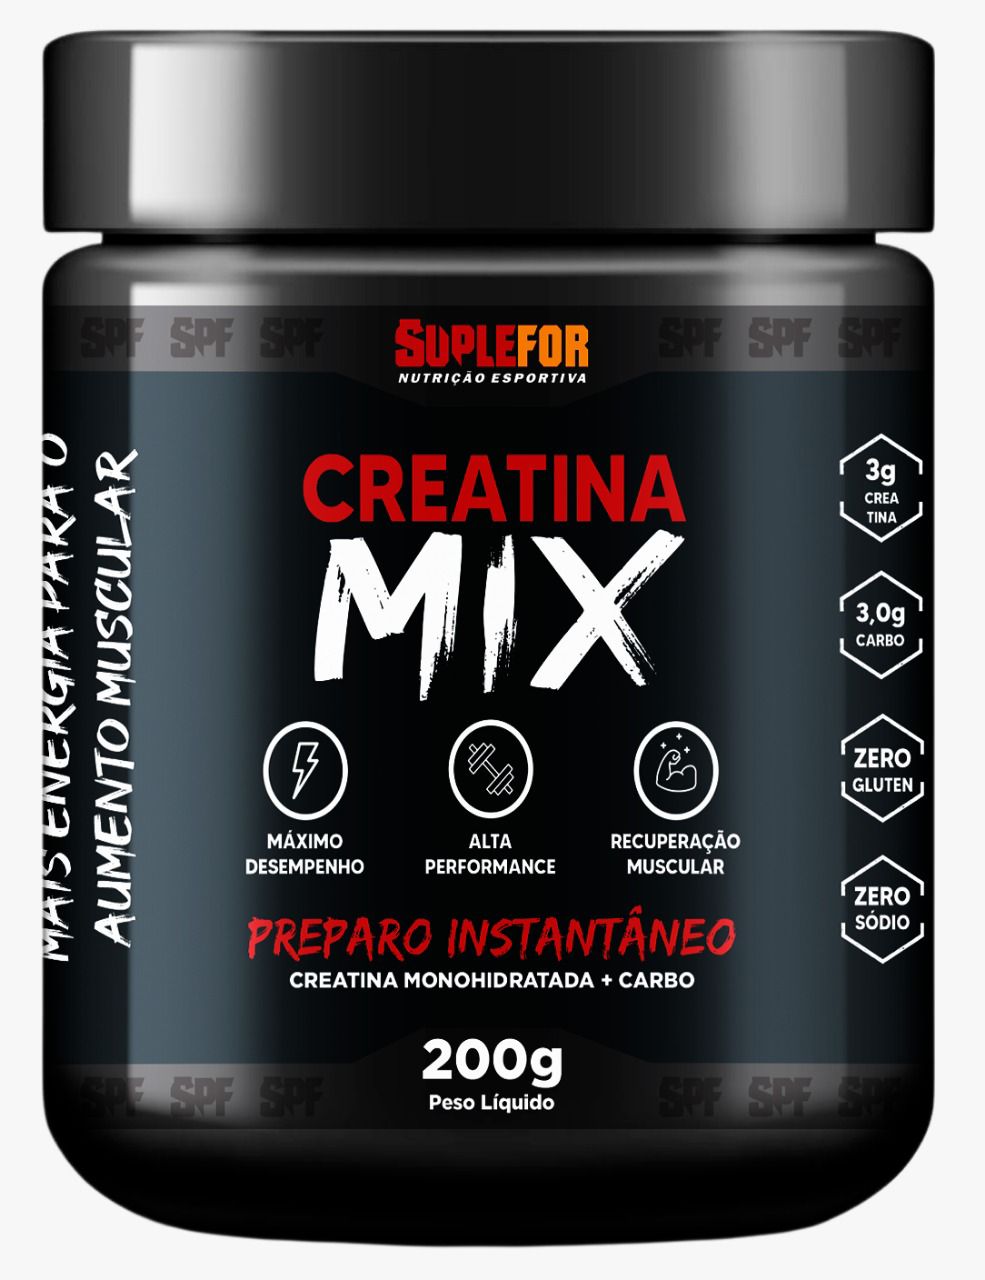 SPF SPF SPF SPF SPF SPF
SUPLEFOR
NUTRIÇÃO ESPORTIVA
MAIS ENERGIA PARA O
AUMENTO MUSCULAR
CREATINA
MIX
3g
CREA
TINA
3,0g
CARBO
ZERO
GLUTEN
ZERO
SÓDIO
MÁXIMO
DESEMPENHO
ALTA
PERFORMANCE
RECUPERAÇÃO
MUSCULAR
PREPARO INSTANTÂNEO
CREATINA MONOHIDRATADA + CARBO
200g
Peso Líquido
SPF SPF SPF SPF SPF SPF